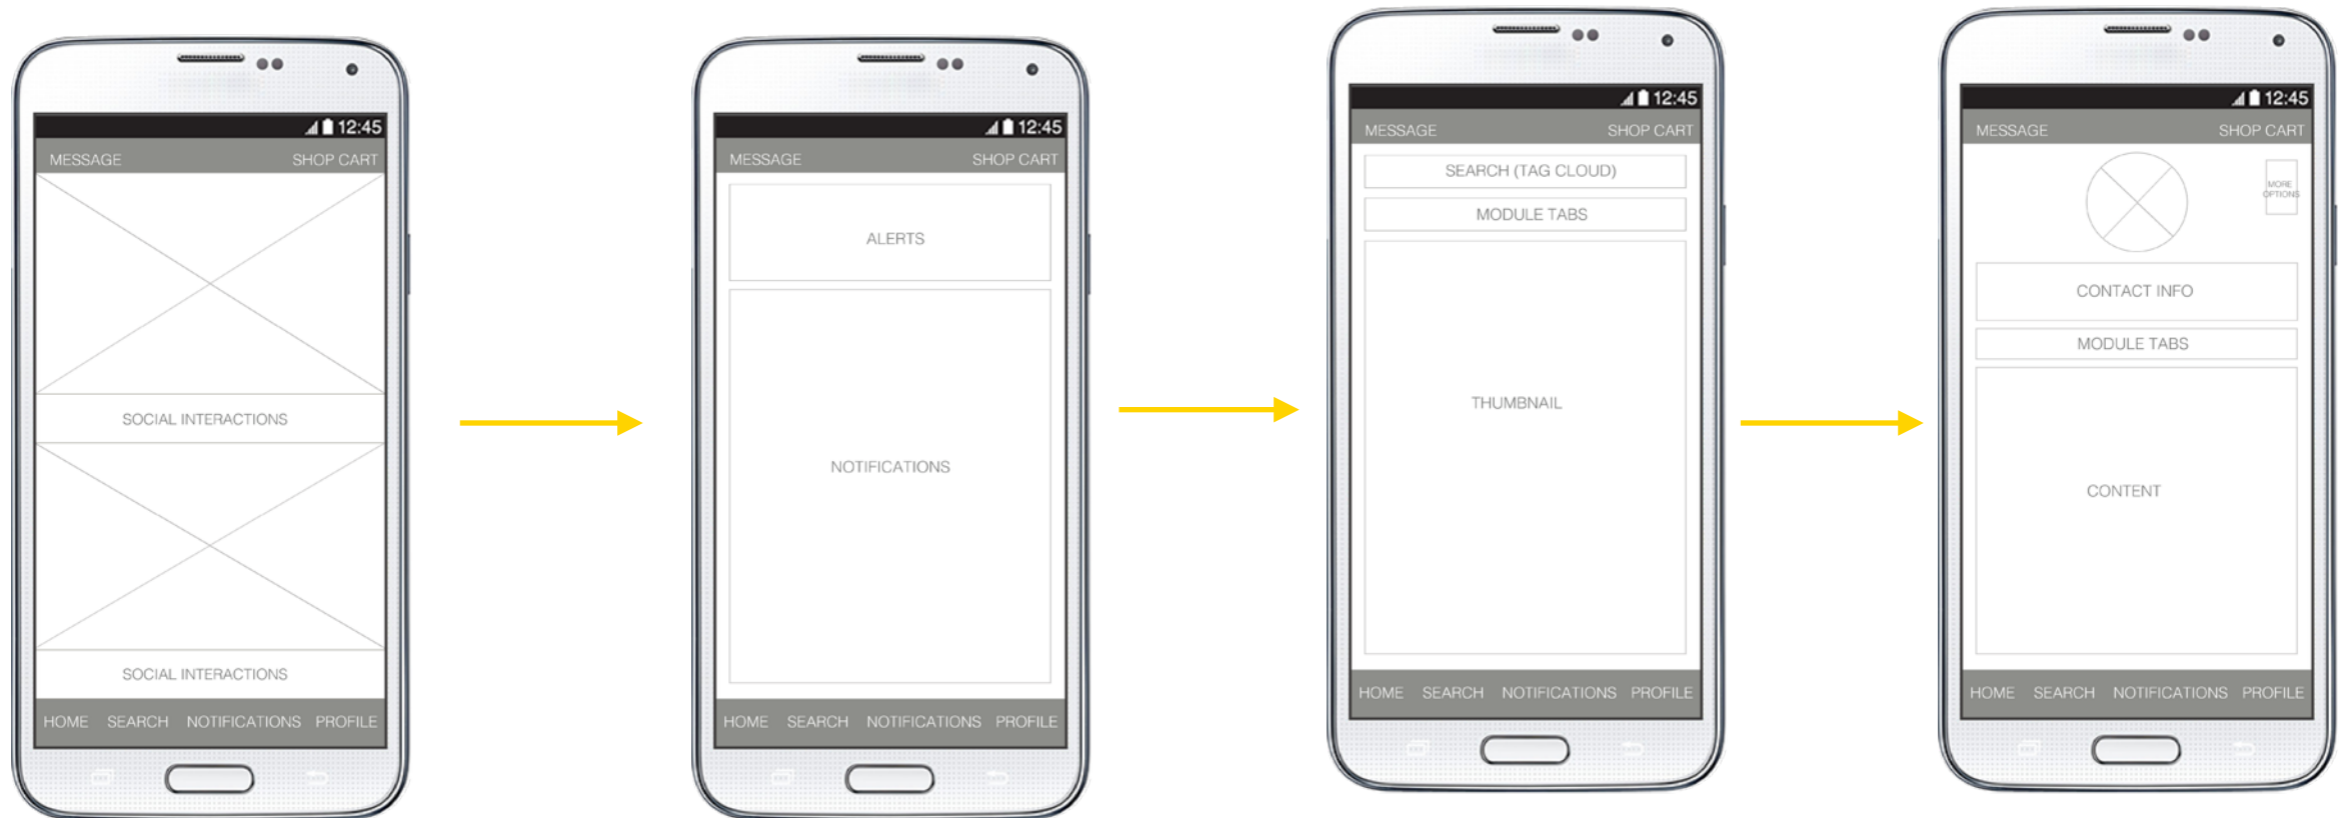 12:45
MESSAGE SHOP CART
SOCIAL INTERACTIONS
SOCIAL INTERACTIONS
HOME SEARCH NOTIFICATIONS PROFILE
12:45
MESSAGE SHOP CART
ALERTS
NOTIFICATIONS
HOME SEARCH NOTIFICATIONS PROFILE
12:45
MESSAGE SHOP CART
SEARCH (TAG CLOUD)
MODULE TABS
THUMBNAIL
HOME SEARCH NOTIFICATIONS PROFILE
12:45
MESSAGE SHOP CART
MORE
OPTIONS
CONTACT INFO
MODULE TABS
CONTENT
HOME SEARCH NOTIFICATIONS PROFILE